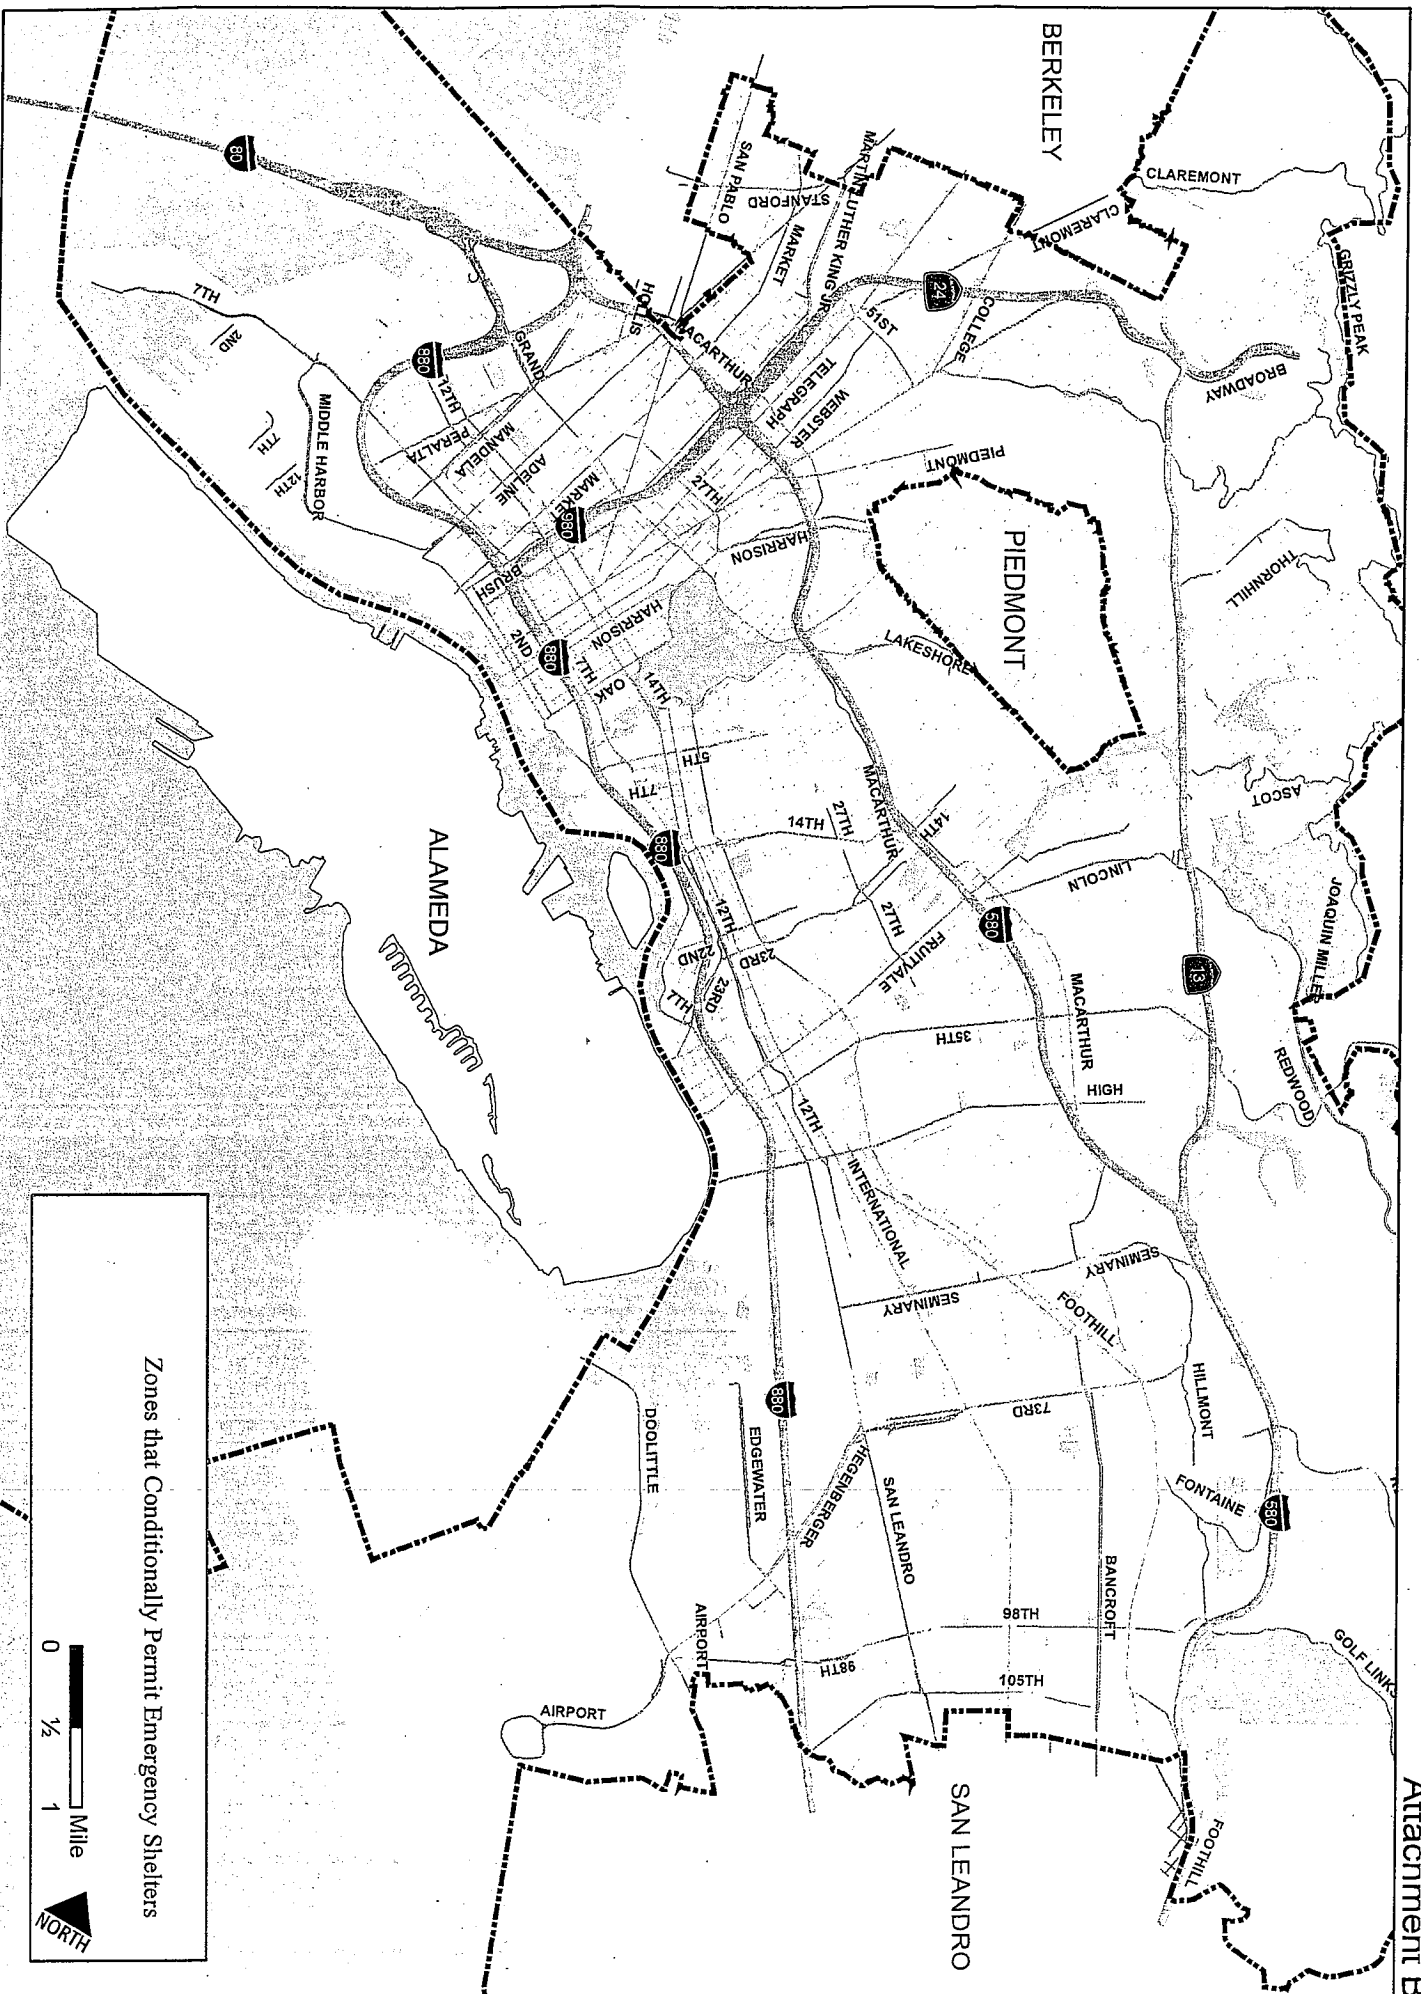 Attachment B
BERKELEY
CLAREMONT
CLAREMONT
GRIZZLY PEAK
MARTIN LUTHER KING JR
SAN PABLO
STANFORD
MARKET
80
24
COLLEGE
51ST
BROADWAY
HOLLIS
MACARTHUR
TELEGRAPH
WEBSTER
7TH
2ND
GRAND
880
12TH
PERALTA
MANDELA
ADELINE
MARKET
980
27TH
PIEDMONT
PIEDMONT
HARRISON
THORNHILL
MIDDLE HARBOR
7TH
12TH
BRUSH
HARRISON
2ND
880
7TH
OAK
14TH
LAKESHORE
5TH
7TH
ASCOT
MACARTHUR
27TH
14TH
14TH
LINCOLN
ALAMEDA
880
12TH
27TH
FRUITVALE
580
13
JOAQUIN MILLER
22ND
23RD
23RD
7TH
35TH
MACARTHUR
HIGH
REDWOOD
12TH
INTERNATIONAL
SEMINARY
SEMINARY
FOOTHILL
HILLMONT
73RD
880
DOOLITTLE
EDGEWATER
HEGENBERGER
SAN LEANDRO
FONTAINE
580
BANCROFT
98TH
98TH
105TH
GOLF LINKS
AIRPORT
AIRPORT
SAN LEANDRO
FOOTHILL
Zones that Conditionally Permit Emergency Shelters
0 ½ 1
Mile
NORTH